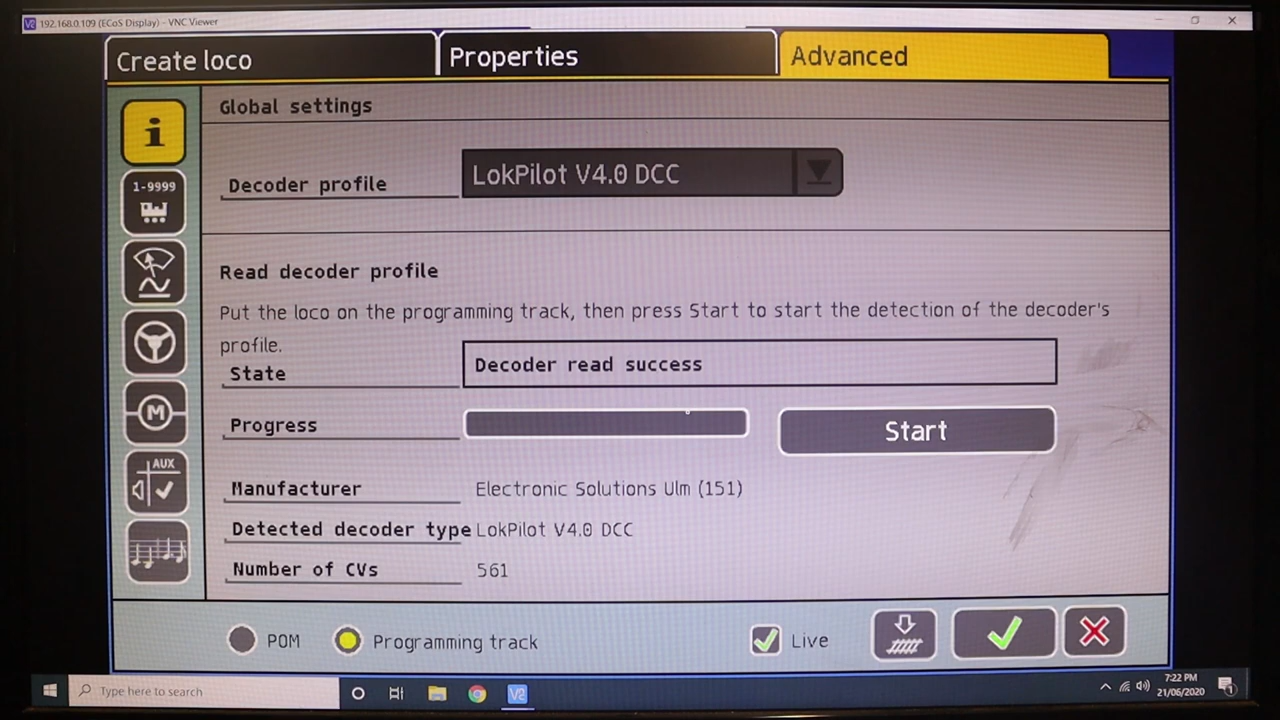 192.168.0.109 (ECoS Display) - VNC Viewer
Create loco
Properties
Advanced
i
Global settings
1-9999
Decoder profile
LokPilot V4.0 DCC
Read decoder profile
Put the loco on the programming track, then press Start to start the detection of the decoder's
profile.
State
Decoder read success
M
Progress
Start
AUX
Manufacturer
Electronic Solutions Ulm (151)
Detected decoder type
LokPilot V4.0 DCC
Number of CVs
561
POM
Programming track
Live
Type here to search
7:22 PM
21/06/2020